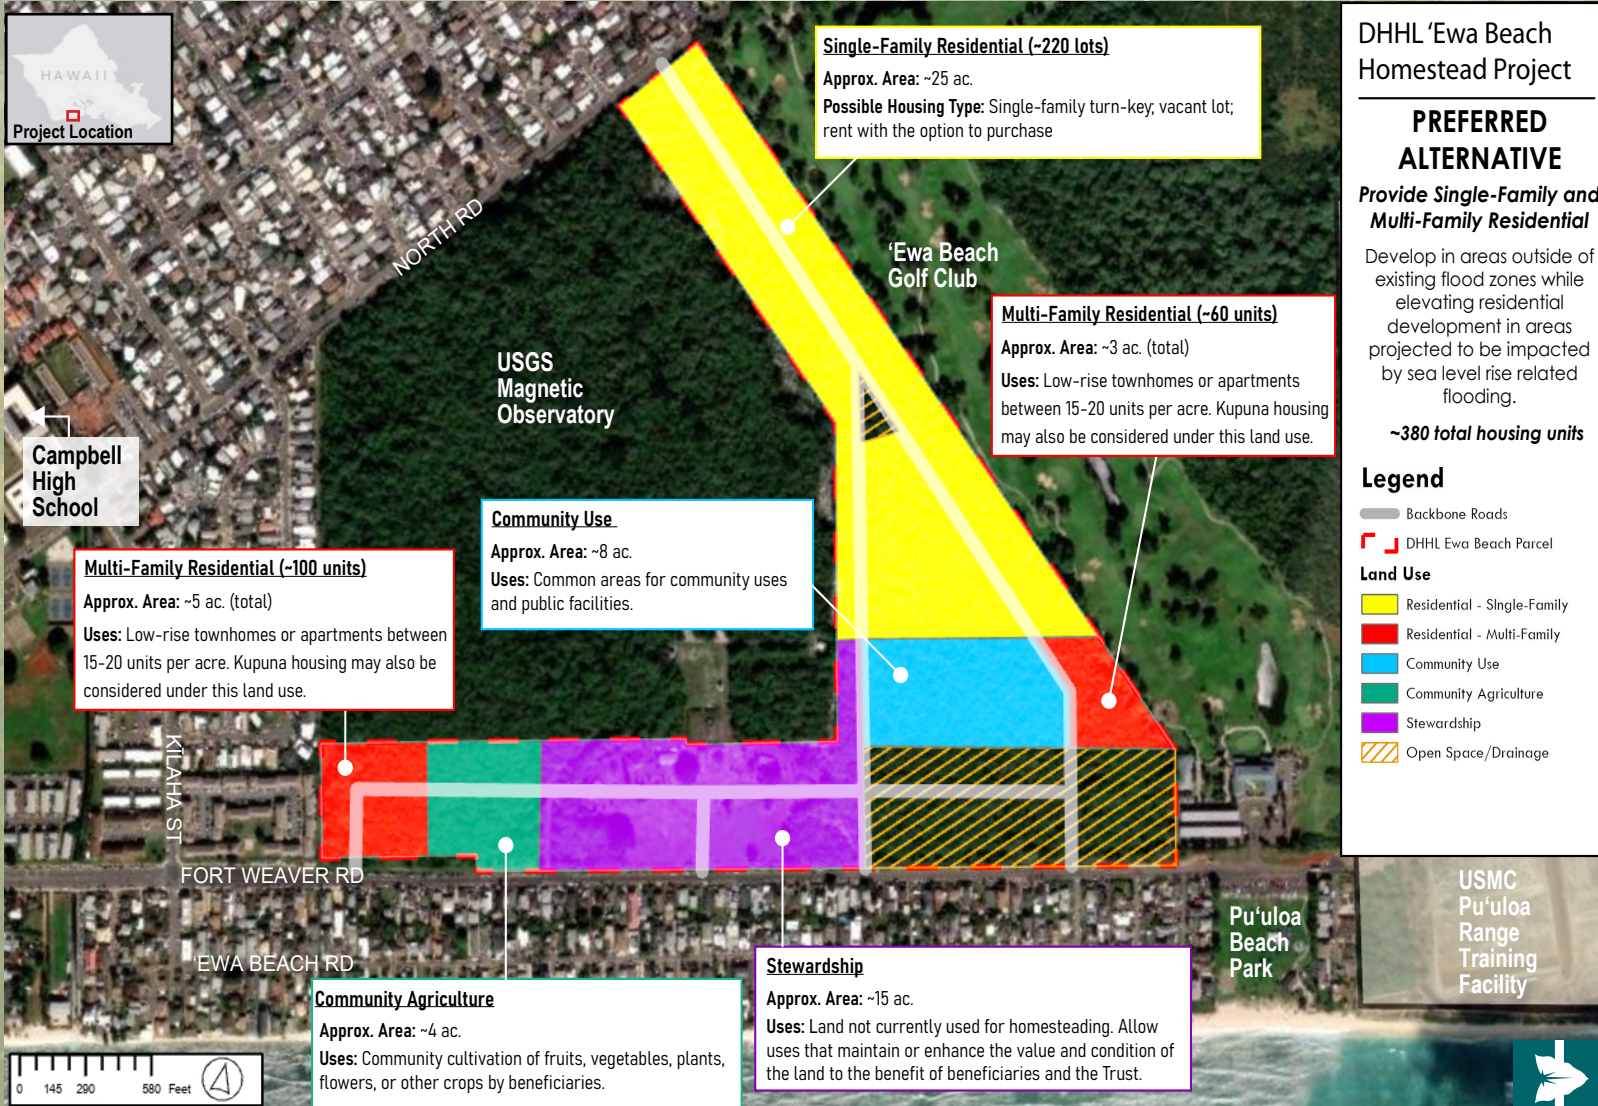 HAWAII
Project Location
Single-Family Residential (~220 lots)
Approx. Area: ~25 ac.
Possible Housing Type: Single-family turn-key; vacant lot;
rent with the option to purchase
DHHL ‘Ewa Beach
Homestead Project
PREFERRED
ALTERNATIVE
Provide Single-Family and
Multi-Family Residential
Develop in areas outside of
existing flood zones while
elevating residential
development in areas
projected to be impacted
by sea level rise related
flooding.
~380 total housing units
Legend
Backbone Roads
DHHL Ewa Beach Parcel
Land Use
Residential - SIngle-Family
Residential - Multi-Family
Community Use
Community Agriculture
Stewardship
Open Space/Drainage
NORTH RD
‘Ewa Beach
Golf Club
USGS
Magnetic
Observatory
Multi-Family Residential (~60 units)
Approx. Area: ~3 ac. (total)
Uses: Low-rise townhomes or apartments
between 15-20 units per acre. Kupuna housing
may also be considered under this land use.
Campbell
High
School
Community Use
Approx. Area: ~8 ac.
Uses: Common areas for community uses
and public facilities.
Multi-Family Residential (~100 units)
Approx. Area: ~5 ac. (total)
Uses: Low-rise townhomes or apartments between
15-20 units per acre. Kupuna housing may also be
considered under this land use.
KĪLAHA ST
FORT WEAVER RD
‘EWA BEACH RD
Pu‘uloa
Beach
Park
USMC
Pu‘uloa
Range
Training
Facility
Community Agriculture
Approx. Area: ~4 ac.
Uses: Community cultivation of fruits, vegetables, plants,
flowers, or other crops by beneficiaries.
Stewardship
Approx. Area: ~15 ac.
Uses: Land not currently used for homesteading. Allow
uses that maintain or enhance the value and condition of
the land to the benefit of beneficiaries and the Trust.
0 145 290 580 Feet